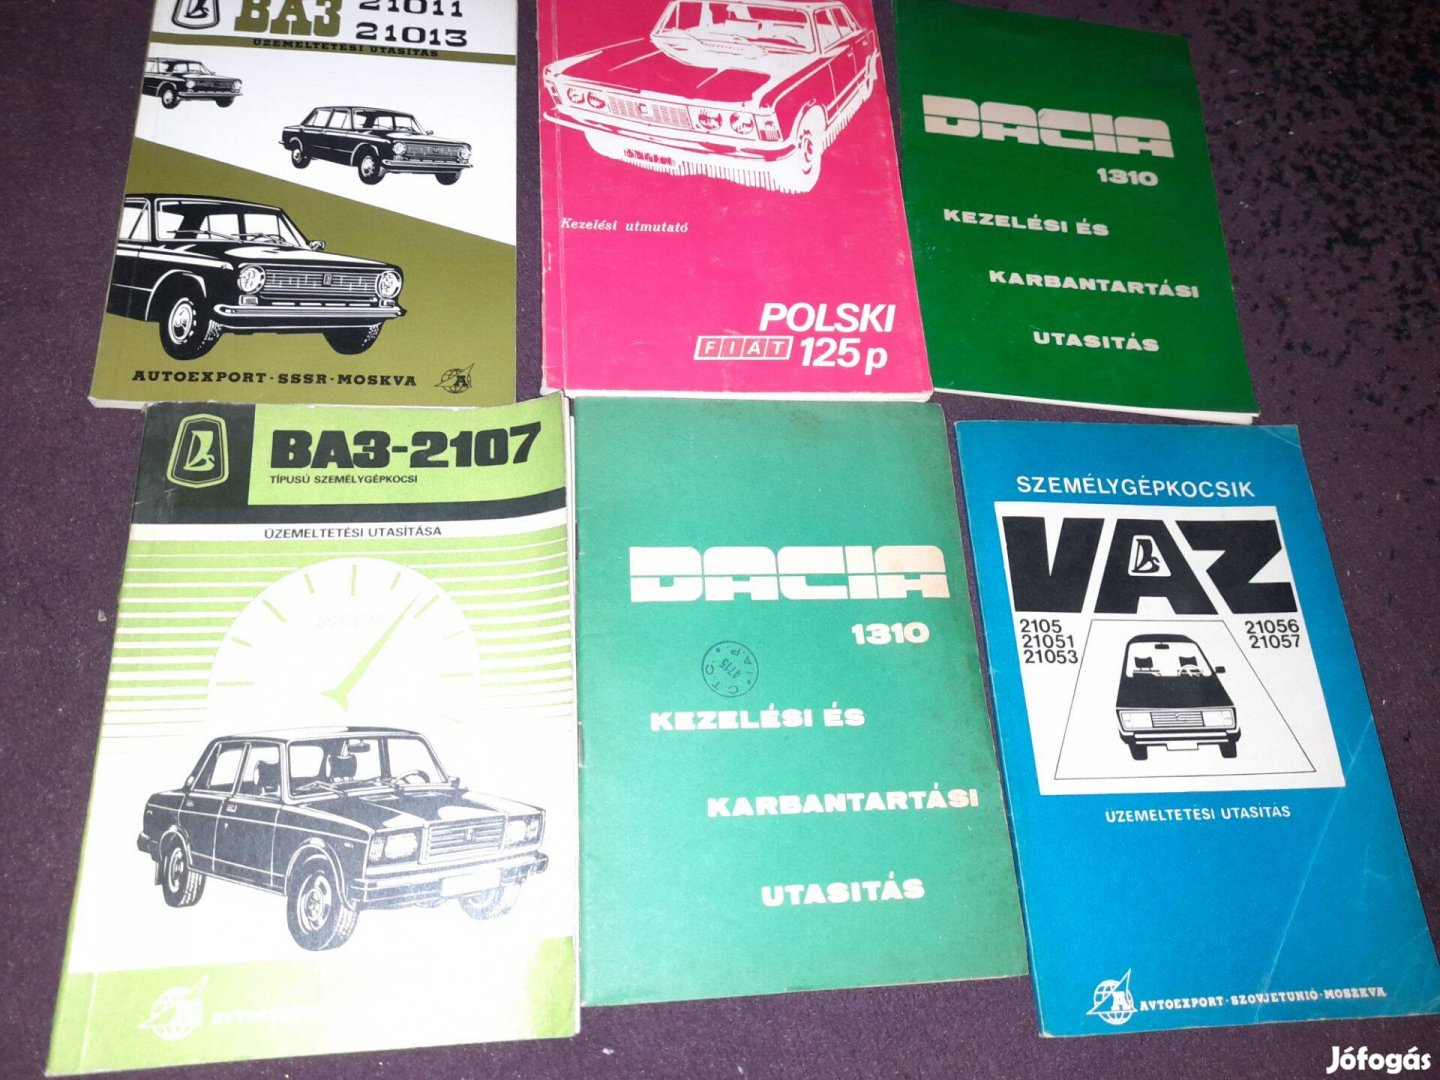 ВАЗ 21011
21013
ÜZEMELTETÉSI UTASÍTÁS
AUTOEXPORT·SSSR·MOSKVA
Kezelési utmutató
POLSKI
FIAT 125p
DACIA
1310
KEZELÉSI ÉS
KARBANTARTÁSI
UTASITÁS
ВАЗ-2107
TÍPUSÚ SZEMÉLYGÉPKOCSI
ÜZEMELTETÉSI UTASÍTÁSA
DACIA
1310
KEZELÉSI ÉS
KARBANTARTÁSI
UTASITÁS
SZEMÉLYGÉPKOCSIK
VAZ
2105
21051
21053
21056
21057
ÜZEMELTETÉSI UTASITÁS
AVTOEXPORT·SZOVJETUNIÓ·MOSZKVA
Jófogás